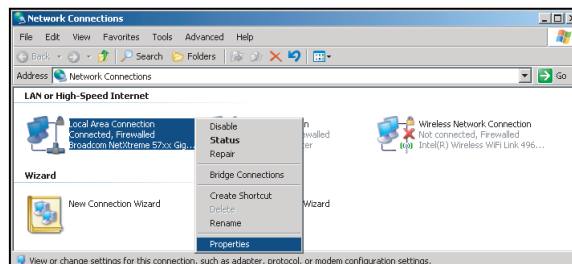 Network Connections
File Edit View Favorites Tools Advanced Help
Back Search Folders
Address Network Connections Go
LAN or High-Speed Internet
Local Area Connection
Connected, Firewalled
Broadcom NetXtreme 57xx Gig...
Disable
Status
Repair
Bridge Connections
Create Shortcut
Delete
Rename
Properties
Wireless Network Connection
Not connected, Firewalled
Intel(R) Wireless WiFi Link 496...
Wizard
New Connection Wizard
Wizard
View or change settings for this connection, such as adapter, protocol, or modem configuration settings.